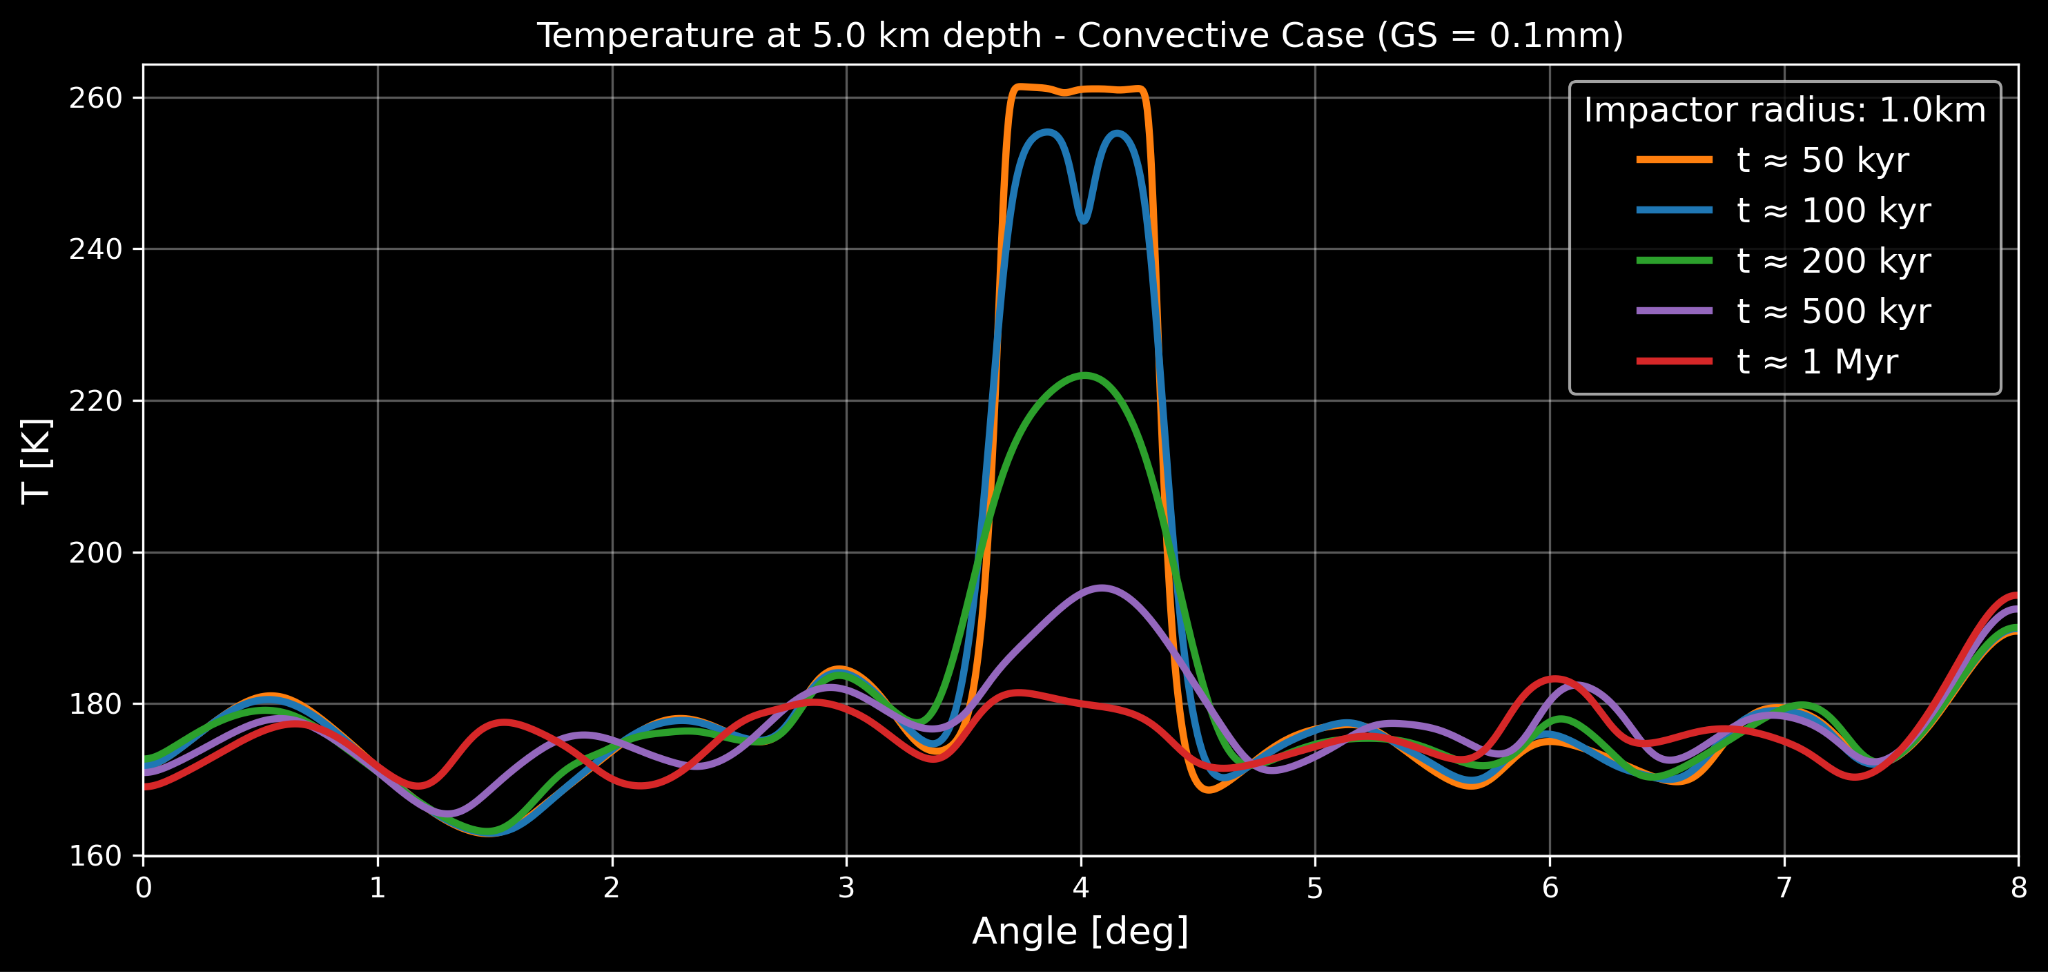 Temperature at 5.0 km depth - Convective Case (GS = 0.1mm)
Impactor radius: 1.0km
t ≈ 50 kyr
t ≈ 100 kyr
t ≈ 200 kyr
t ≈ 500 kyr
t ≈ 1 Myr
T [K]
260
240
220
200
180
160
0 1 2 3 4 5 6 7 8
Angle [deg]